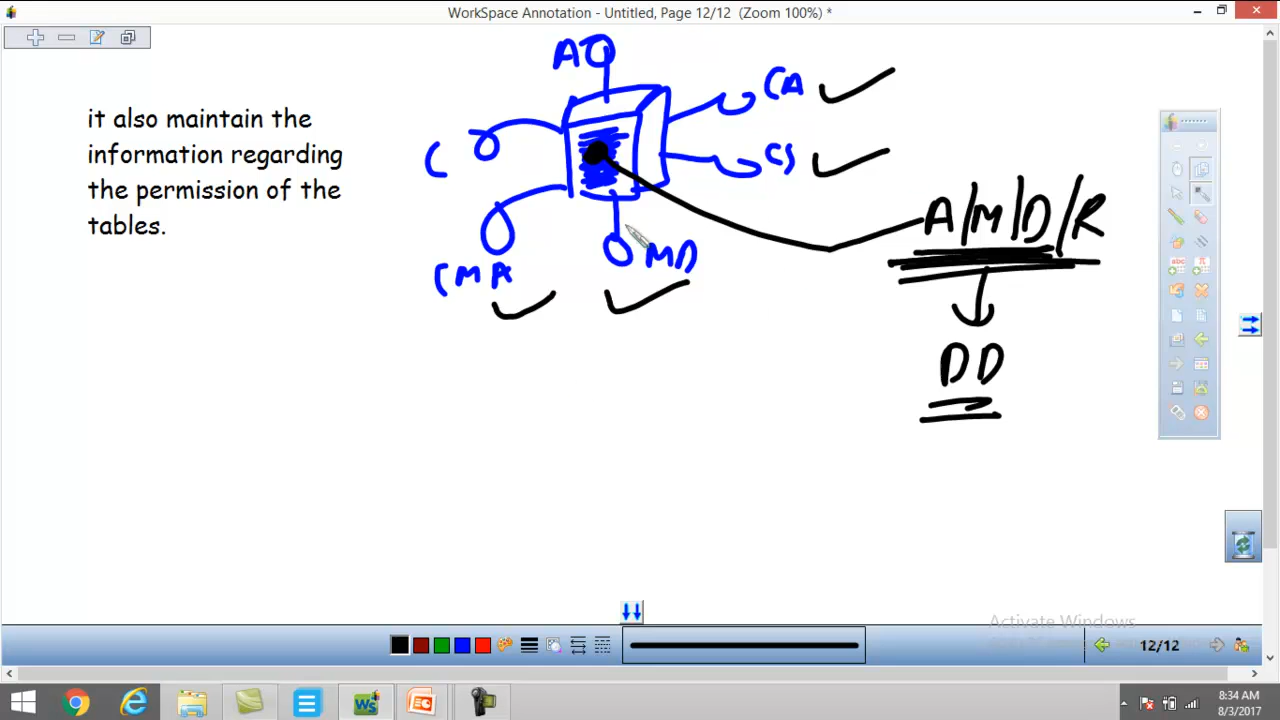 WorkSpace Annotation - Untitled, Page 12/12 (Zoom 100%) *
it also maintain the
information regarding
the permission of the
tables.
AO
CA
C
CS
CMA
MD
A/M/D/R
DD
Activate Windows
12/12
8:34 AM
8/3/2017